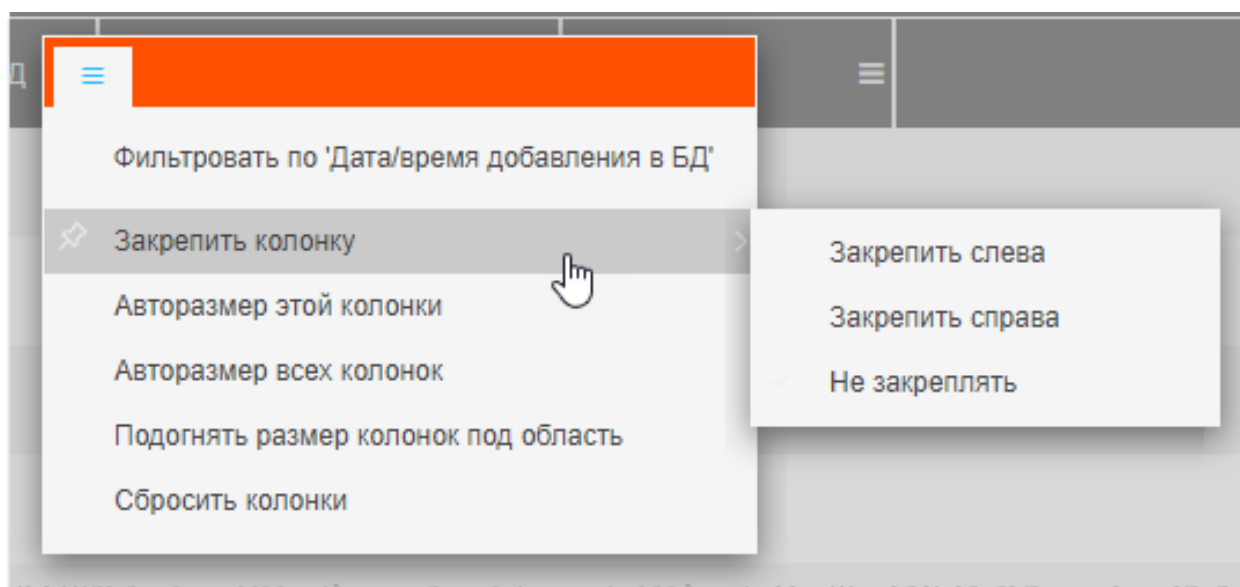 Д
Фильтровать по 'Дата/время добавления в БД'
Закрепить колонку
Авторазмер этой колонки
Авторазмер всех колонок
Подогнять размер колонок под область
Сбросить колонки
Закрепить слева
Закрепить справа
Не закреплять